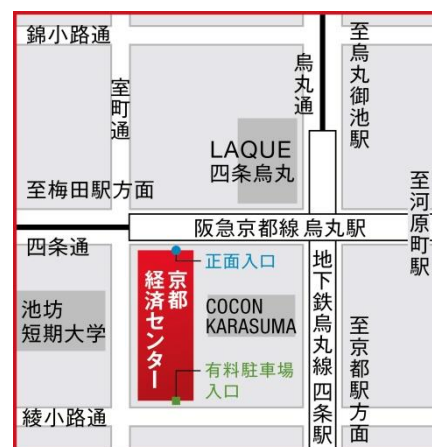 錦小路通
室町通
烏丸通
至烏丸御池駅
LAQUE
四条烏丸
至梅田駅方面
至河原町駅
阪急京都線 烏丸駅
四条通
正面入口
京都
経済センター
地下鉄烏丸線 四条駅
池坊
短期大学
COCON
KARASUMA
至京都駅方面
有料駐車場
入口
綾小路通